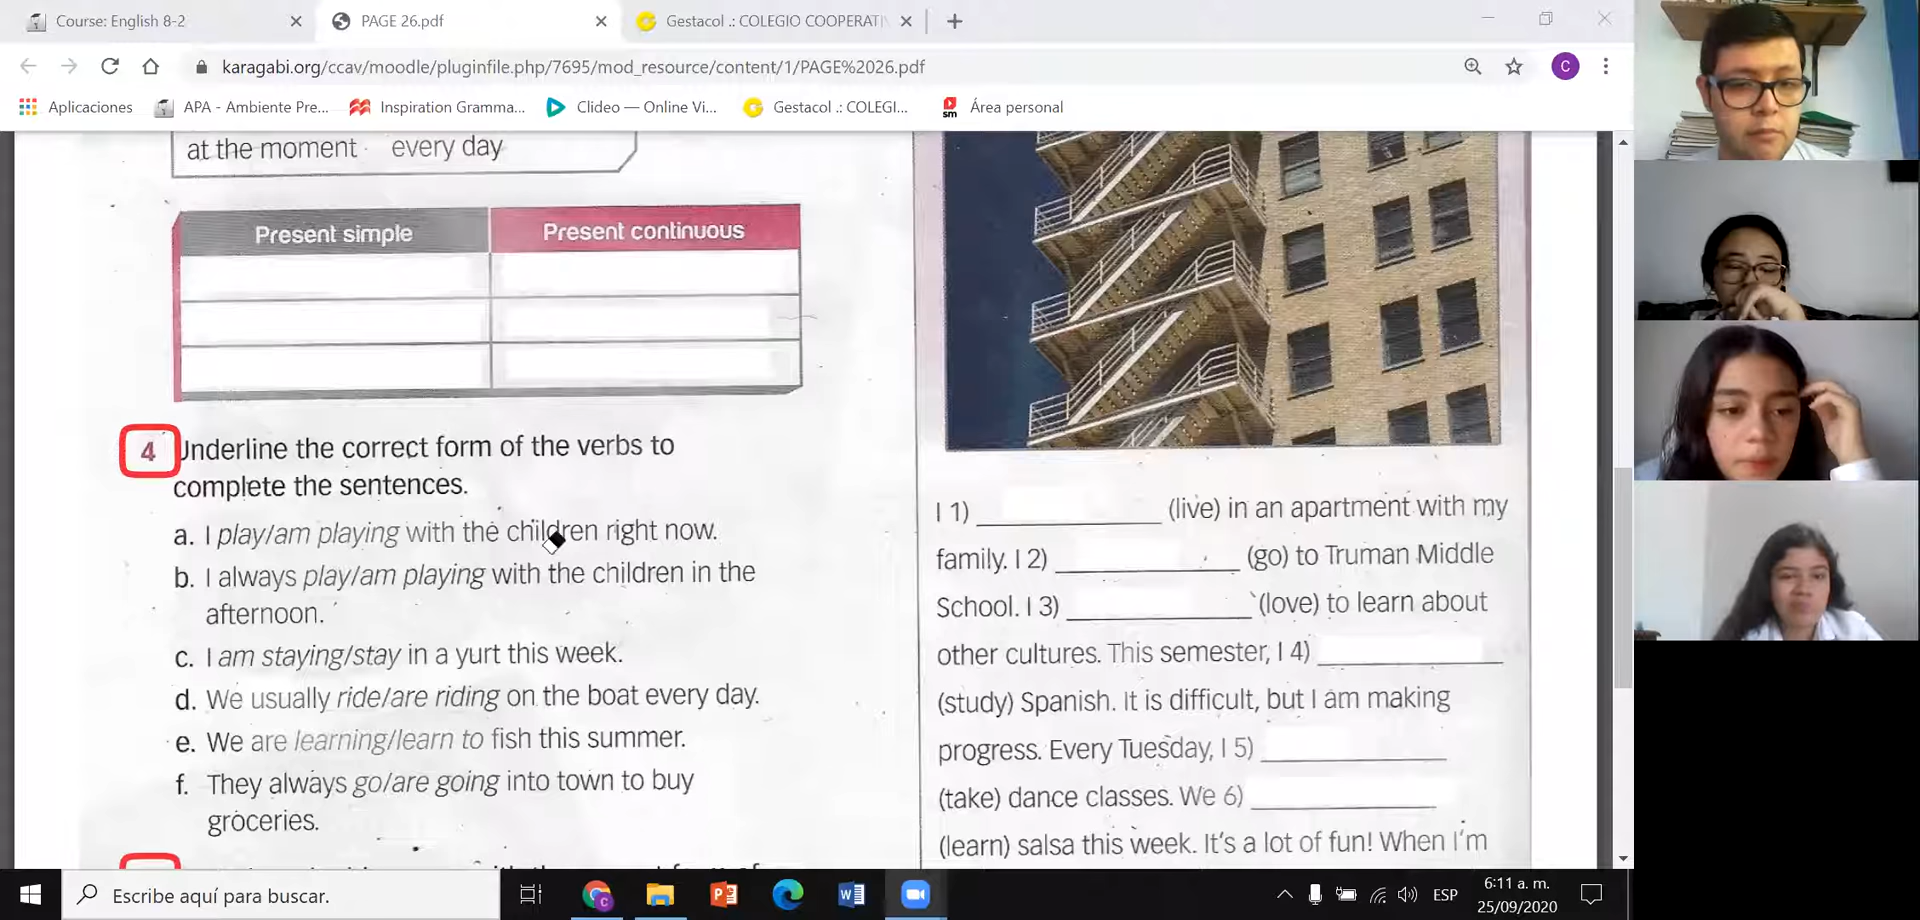 Course: English 8-2
PAGE 26.pdf
Gestacol .: COLEGIO COOPERATI
karagabi.org/ccav/moodle/pluginfile.php/7695/mod_resource/content/1/PAGE%2026.pdf
C
Aplicaciones
APA - Ambiente Pre...
Inspiration Gramma...
Clideo — Online Vi...
Gestacol .: COLEGI...
sm
Área personal
at the moment every day
Present simple Present continuous
4 Underline the correct form of the verbs to
complete the sentences.
a. I play/am playing with the children right now.
b. I always play/am playing with the children in the
afternoon.
c. I am staying/stay in a yurt this week.
d. We usually ride/are riding on the boat every day.
e. We are learning/learn to fish this summer.
f. They always go/are going into town to buy
groceries.
I 1) ____________ (live) in an apartment with my
family. I 2) ____________ (go) to Truman Middle
School. I 3) ____________ (love) to learn about
other cultures. This semester, I 4) ____________
(study) Spanish. It is difficult, but I am making
progress. Every Tuesday, I 5) ____________
(take) dance classes. We 6) ____________
(learn) salsa this week. It's a lot of fun! When I'm
Escribe aquí para buscar.
ESP
6:11 a. m.
25/09/2020